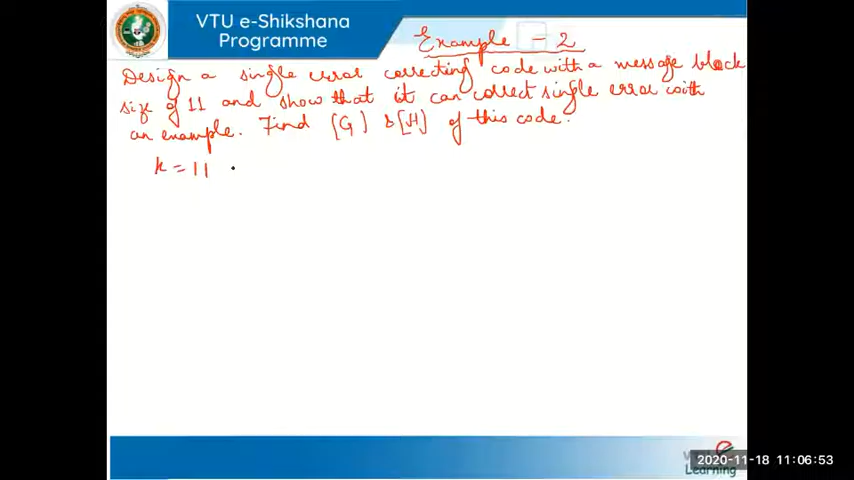 VTU e-Shikshana
Programme
Example - 2
Design a single error correcting code with a message block
size of 11 and show that it can correct single error with
an example. Find [G] & [H] of this code.
k = 11
2020-11-18 11:06:53
Learning